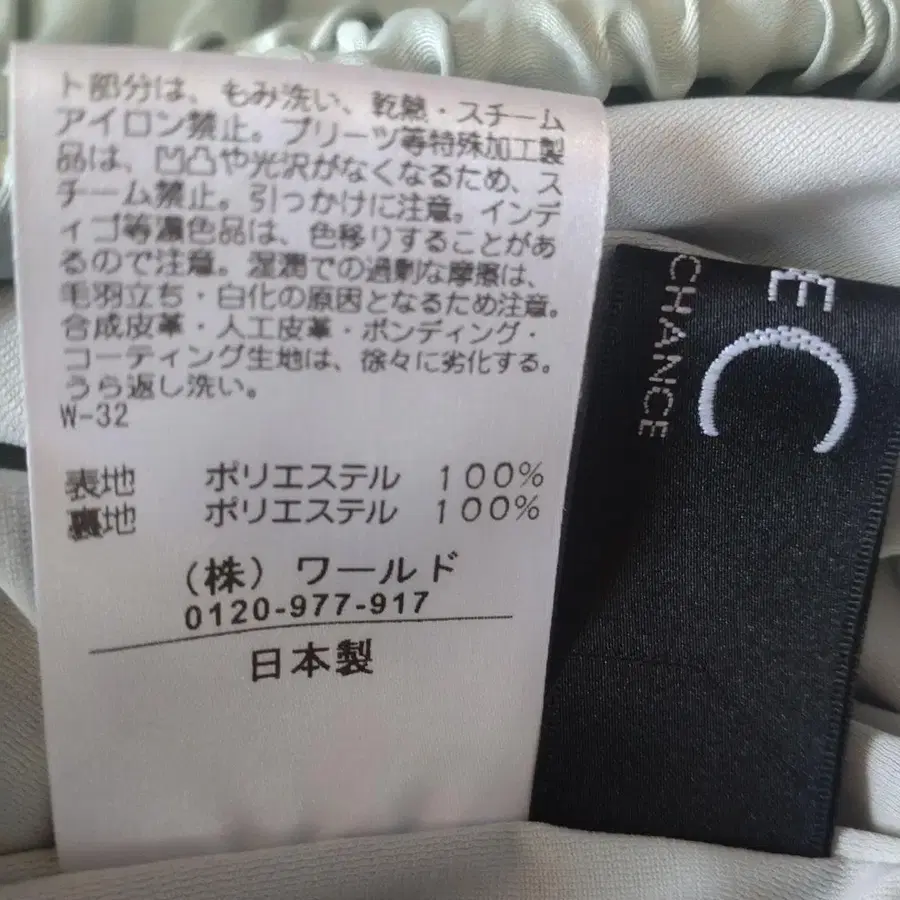 ト部分は、もみ洗い、乾熱・スチーム
アイロン禁止。プリーツ等特殊加工製
品は、凹凸や光沢がなくなるため、ス
チーム禁止。引っかけに注意。インデ
ィゴ等濃色品は、色移りすることがあ
るので注意。湿潤での過剰な摩擦は、
毛羽立ち・白化の原因となるため注意。
合成皮革・人工皮革・ボンディング・
コーティング生地は、徐々に劣化する。
うら返し洗い。
W-32
表地 ポリエステル 100%
裏地 ポリエステル 100%
(株) ワールド
0120-977-917
日本製
EC
CHANCE